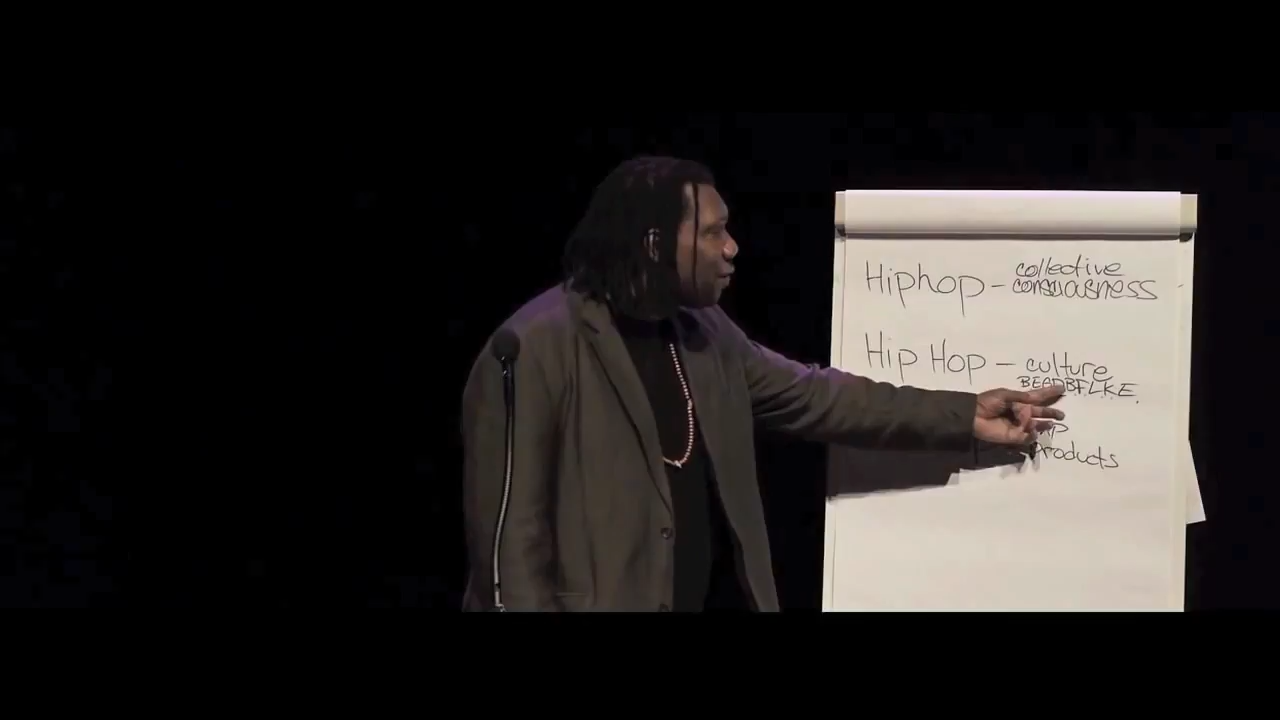 Hiphop - collective
consciousness
Hip Hop - culture
BEADBFLKE.
products